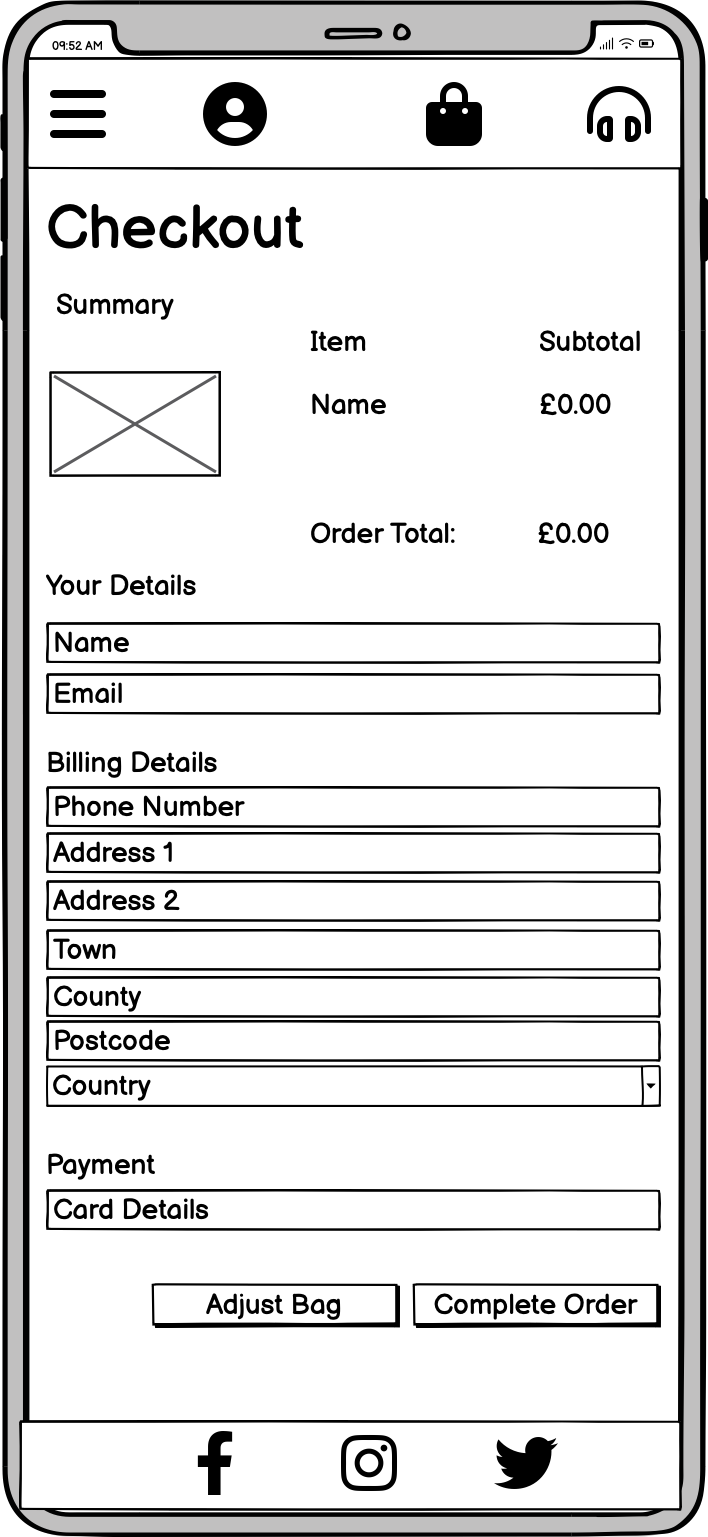 09:52 AM
Checkout
Summary
Item Subtotal
Name £0.00
Order Total: £0.00
Your Details
Name
Email
Billing Details
Phone Number
Address 1
Address 2
Town
County
Postcode
Country
Payment
Card Details
Adjust Bag Complete Order